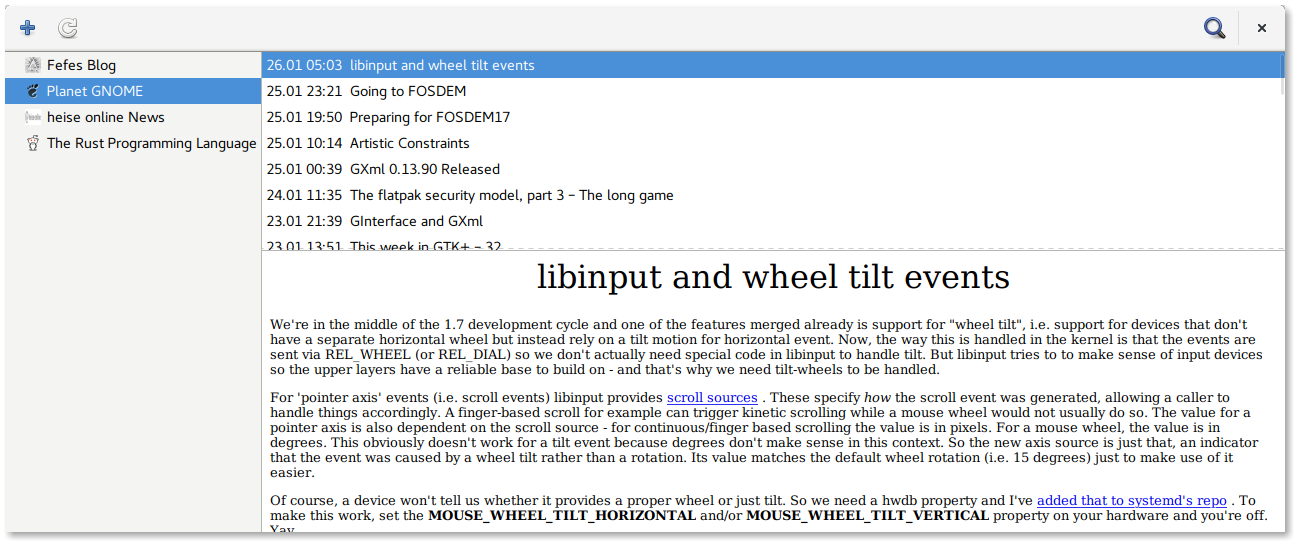 Fefes Blog
Planet GNOME
heise online News
The Rust Programming Language
26.01 05:03 libinput and wheel tilt events
25.01 23:21 Going to FOSDEM
25.01 19:50 Preparing for FOSDEM17
25.01 10:14 Artistic Constraints
25.01 00:39 GXml 0.13.90 Released
24.01 11:35 The flatpak security model, part 3 – The long game
23.01 21:39 GInterface and GXml
23.01 13:51 This week in GTK+ – 32
libinput and wheel tilt events
We're in the middle of the 1.7 development cycle and one of the features merged already is support for "wheel tilt", i.e. support for devices that don't
have a separate horizontal wheel but instead rely on a tilt motion for horizontal event. Now, the way this is handled in the kernel is that the events are
sent via REL_WHEEL (or REL_DIAL) so we don't actually need special code in libinput to handle tilt. But libinput tries to to make sense of input devices
so the upper layers have a reliable base to build on - and that's why we need tilt-wheels to be handled.
For 'pointer axis' events (i.e. scroll events) libinput provides scroll sources . These specify how the scroll event was generated, allowing a caller to
handle things accordingly. A finger-based scroll for example can trigger kinetic scrolling while a mouse wheel would not usually do so. The value for a
pointer axis is also dependent on the scroll source - for continuous/finger based scrolling the value is in pixels. For a mouse wheel, the value is in
degrees. This obviously doesn't work for a tilt event because degrees don't make sense in this context. So the new axis source is just that, an indicator
that the event was caused by a wheel tilt rather than a rotation. Its value matches the default wheel rotation (i.e. 15 degrees) just to make use of it
easier.
Of course, a device won't tell us whether it provides a proper wheel or just tilt. So we need a hwdb property and I've added that to systemd's repo . To
make this work, set the MOUSE_WHEEL_TILT_HORIZONTAL and/or MOUSE_WHEEL_TILT_VERTICAL property on your hardware and you're off.
Yay.